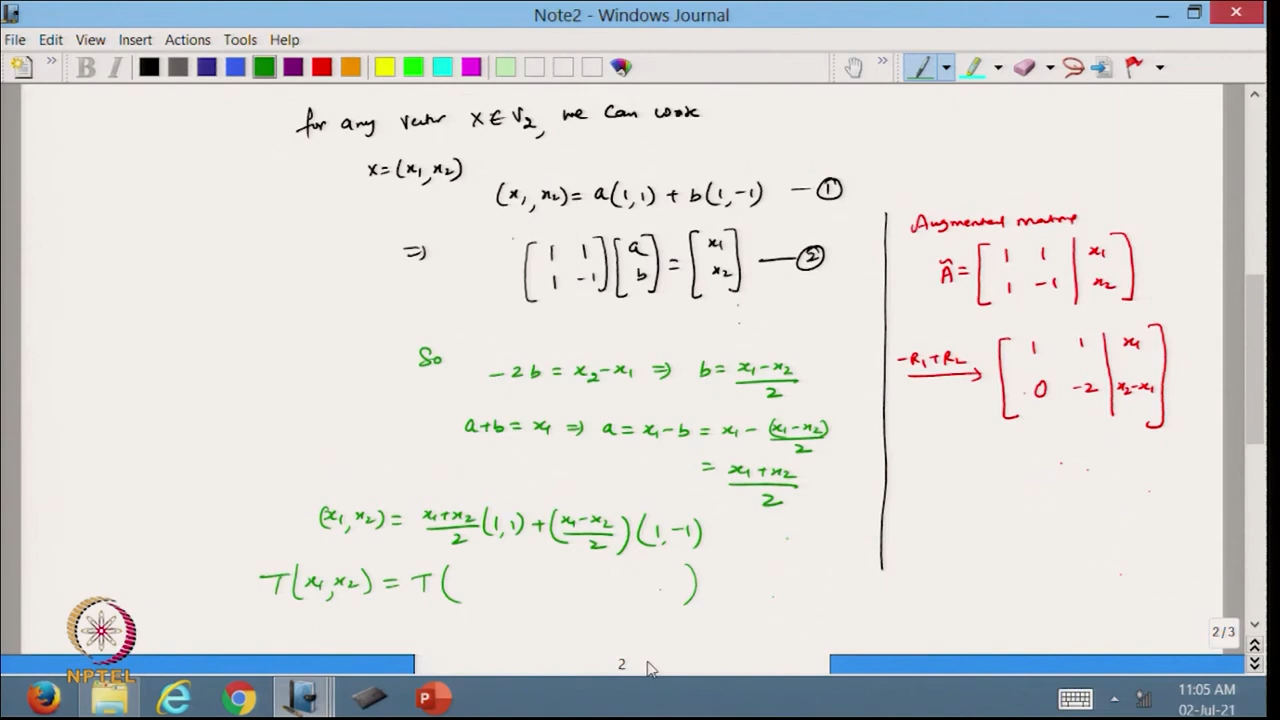 Note2 - Windows Journal
File Edit View Insert Actions Tools Help
for any vector X ∈ V₂, we can write
X = (x₁, x₂)
(x₁, x₂) = a(1, 1) + b(1, -1) — ①
⇒ [1 1; 1 -1] [a; b] = [x₁; x₂] — ②
So
-2b = x₂ - x₁ ⇒ b = (x₁ - x₂)/2
a + b = x₁ ⇒ a = x₁ - b = x₁ - (x₁ - x₂)/2
= (x₁ + x₂)/2
(x₁, x₂) = (x₁ + x₂)/2 (1, 1) + ((x₁ - x₂)/2) (1, -1)
T(x₁, x₂) = T( )
Augmented matrix
Ã = [1 1 | x₁; 1 -1 | x₂]
-R₁ + R₂ → [1 1 | x₁; 0 -2 | x₂ - x₁]
NPTEL
2/3
2
11:05 AM
02-Jul-21